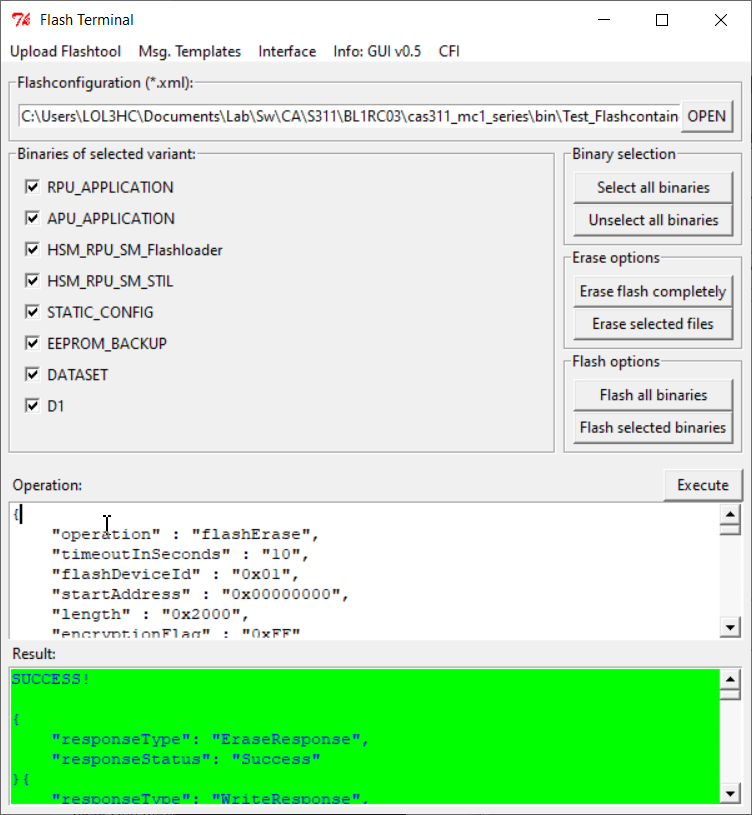 Flash Terminal
Upload Flashtool Msg. Templates Interface Info: GUI v0.5 CFI
Flashconfiguration (*.xml):
C:\Users\LOL3HC\Documents\Lab\Sw\CA\S311\BL1RC03\cas311_mc1_series\bin\Test_Flashcontain OPEN
Binaries of selected variant:
RPU_APPLICATION
APU_APPLICATION
HSM_RPU_SM_Flashloader
HSM_RPU_SM_STIL
STATIC_CONFIG
EEPROM_BACKUP
DATASET
D1
Binary selection
Select all binaries
Unselect all binaries
Erase options
Erase flash completely
Erase selected files
Flash options
Flash all binaries
Flash selected binaries
Operation: Execute
{
"operation" : "flashErase",
"timeoutInSeconds" : "10",
"flashDeviceId" : "0x01",
"startAddress" : "0x00000000",
"length" : "0x2000",
"encryptionFlag" : "0xFF"
Result:
SUCCESS!
{
"responseType": "EraseResponse",
"responseStatus": "Success"
}{
"responseType": "WriteResponse",